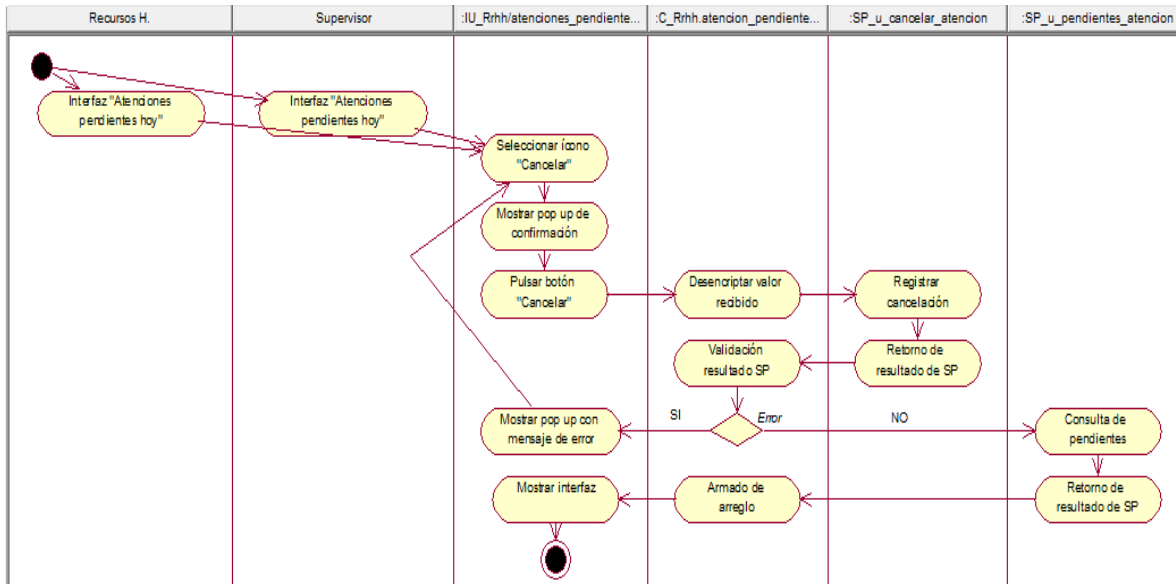 Recursos H.
Supervisor
:IU_Rrhh/atenciones_pendiente...
:C_Rrhh.atencion_pendiente...
:SP_u_cancelar_atencion
:SP_u_pendientes_atencion
Interfaz "Atenciones
pendientes hoy"
Interfaz "Atenciones
pendientes hoy"
Seleccionar ícono
"Cancelar"
Mostrar pop up de
confirmación
Pulsar botón
"Cancelar"
Desencriptar valor
recibido
Registrar
cancelación
Validación
resultado SP
Retorno de
resultado de SP
Mostrar pop up con
mensaje de error
SI
Error
NO
Consulta de
pendientes
Mostrar interfaz
Armado de
arreglo
Retorno de
resultado de SP